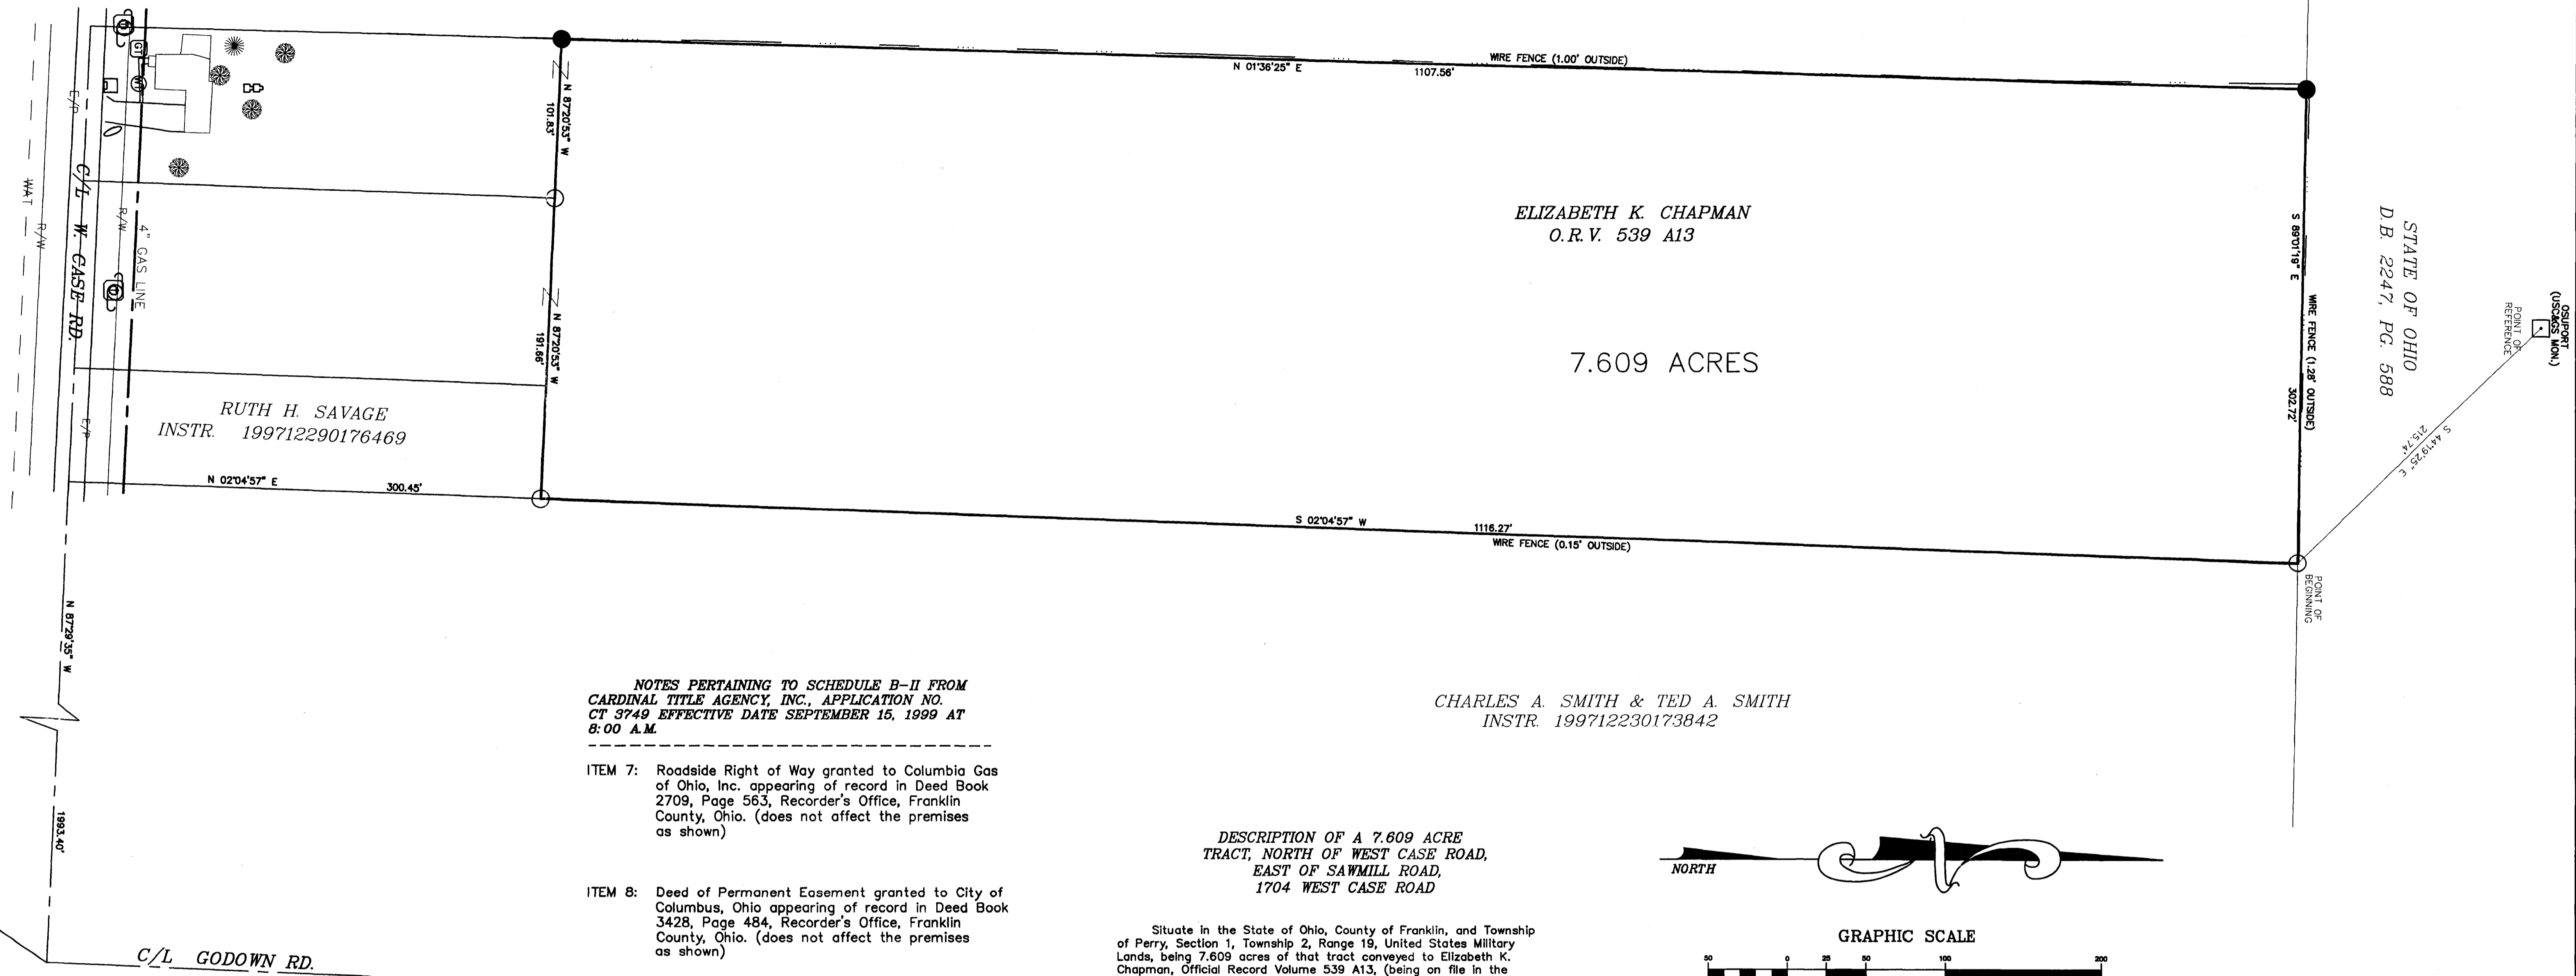 WIRE FENCE (1.00' OUTSIDE)
N 01°36'25" E
1107.56'
GT
N 87°20'53" W
101.83'
E/P
C/L W. CASE RD.
WAT
R/W
R/W
4" GAS LINE
N 87°20'53" W
191.66'
ELIZABETH K. CHAPMAN
O.R.V. 539 A13
7.609 ACRES
S 89°01'19" E
WIRE FENCE (1.28' OUTSIDE)
302.72'
STATE OF OHIO
D.B. 2247, PG. 588
OSUPORT
(USC&GS MON.)
POINT OF
REFERENCE
S 44°19'25" E
215.74'
RUTH H. SAVAGE
INSTR. 199712290176469
E/P
N 02°04'57" E
300.45'
S 02°04'57" W
1116.27'
WIRE FENCE (0.15' OUTSIDE)
POINT OF
BEGINNING
N 87°29'35" W
1993.40'
C/L GODOWN RD.
NOTES PERTAINING TO SCHEDULE B-II FROM
CARDINAL TITLE AGENCY, INC., APPLICATION NO.
CT 3749 EFFECTIVE DATE SEPTEMBER 15, 1999 AT
8:00 A.M.
ITEM 7: Roadside Right of Way granted to Columbia Gas
of Ohio, Inc. appearing of record in Deed Book
2709, Page 563, Recorder's Office, Franklin
County, Ohio. (does not affect the premises
as shown)
ITEM 8: Deed of Permanent Easement granted to City of
Columbus, Ohio appearing of record in Deed Book
3428, Page 484, Recorder's Office, Franklin
County, Ohio. (does not affect the premises
as shown)
CHARLES A. SMITH & TED A. SMITH
INSTR. 199712230173842
DESCRIPTION OF A 7.609 ACRE
TRACT, NORTH OF WEST CASE ROAD,
EAST OF SAWMILL ROAD,
1704 WEST CASE ROAD
Situate in the State of Ohio, County of Franklin, and Township
of Perry, Section 1, Township 2, Range 19, United States Military
Lands, being 7.609 acres of that tract conveyed to Elizabeth K.
Chapman, Official Record Volume 539 A13, (being on file in the
NORTH
GRAPHIC SCALE
50 0 25 50 100 200